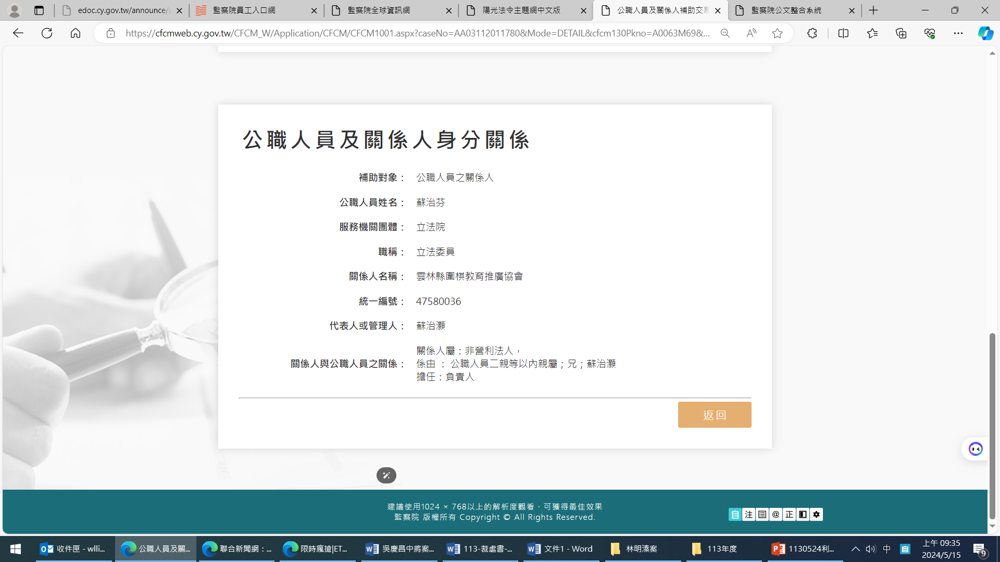 edoc.cy.gov.tw/announce/
監察院員工入口網
監察院全球資訊網
陽光法令主題網中文版
公職人員及關係人補助交易
監察院公文整合系統
https://cfcmweb.cy.gov.tw/CFCM_W/Application/CFCM/CFCM1001.aspx?caseNo=AA03112011780&Mode=DETAIL&cfcm130Pkno=A0063M69&...
公職人員及關係人身分關係
補助對象： 公職人員之關係人
公職人員姓名： 蘇治芬
服務機關團體： 立法院
職稱： 立法委員
關係人名稱： 雲林縣圍棋教育推廣協會
統一編號： 47580036
代表人或管理人： 蘇治灝
關係人與公職人員之關係： 關係人屬：非營利法人，
係由 ： 公職人員二親等以內親屬；兄；蘇治灝
擔任：負責人
返回
建議使用1024 × 768以上的解析度觀看．可獲得最佳效果
監察院 版權所有 Copyright © All Rights Reserved.
自 注 @ 正
收件匣 - wlli...
公職人員及關...
聯合新聞網：...
限時瘋搶|ET...
吳慶昌中將案...
113-裁處書-...
文件1 - Word
林明溱案
113年度
1130524利...
中
自
上午 09:35
2024/5/15
9